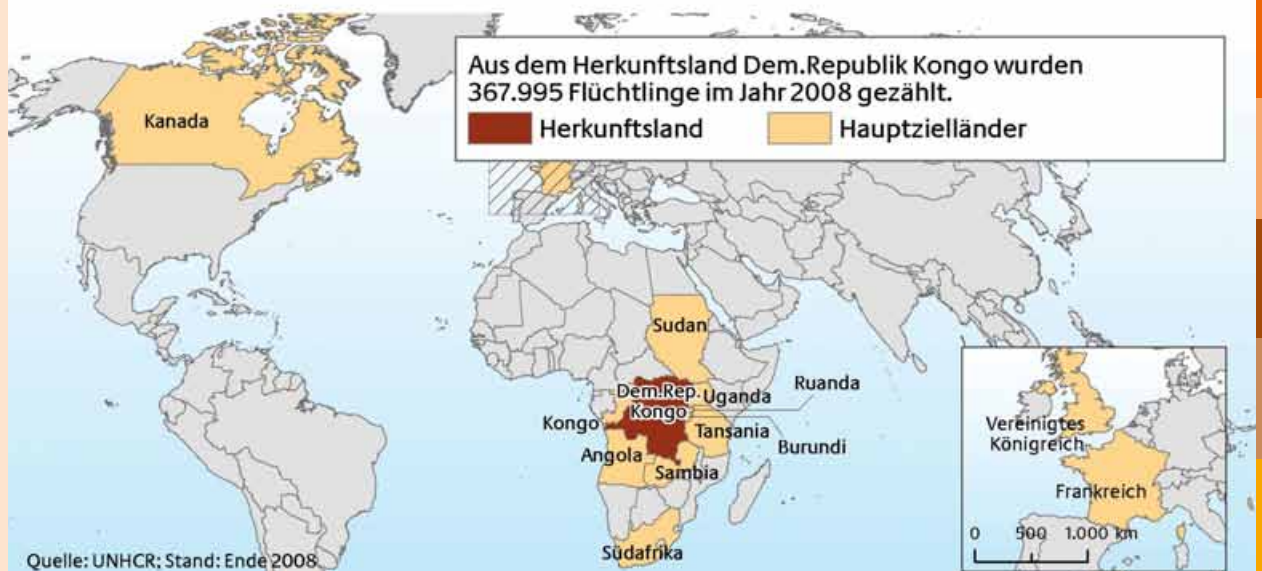 Aus dem Herkunftsland Dem.Republik Kongo wurden
367.995 Flüchtlinge im Jahr 2008 gezählt.
Herkunftsland
Hauptzielländer
Kanada
Sudan
Dem.Rep.
Kongo
Uganda
Ruanda
Kongo
Tansania
Burundi
Angola
Sambia
Südafrika
Vereinigtes
Königreich
Frankreich
0 500 1.000 km
Quelle: UNHCR; Stand: Ende 2008